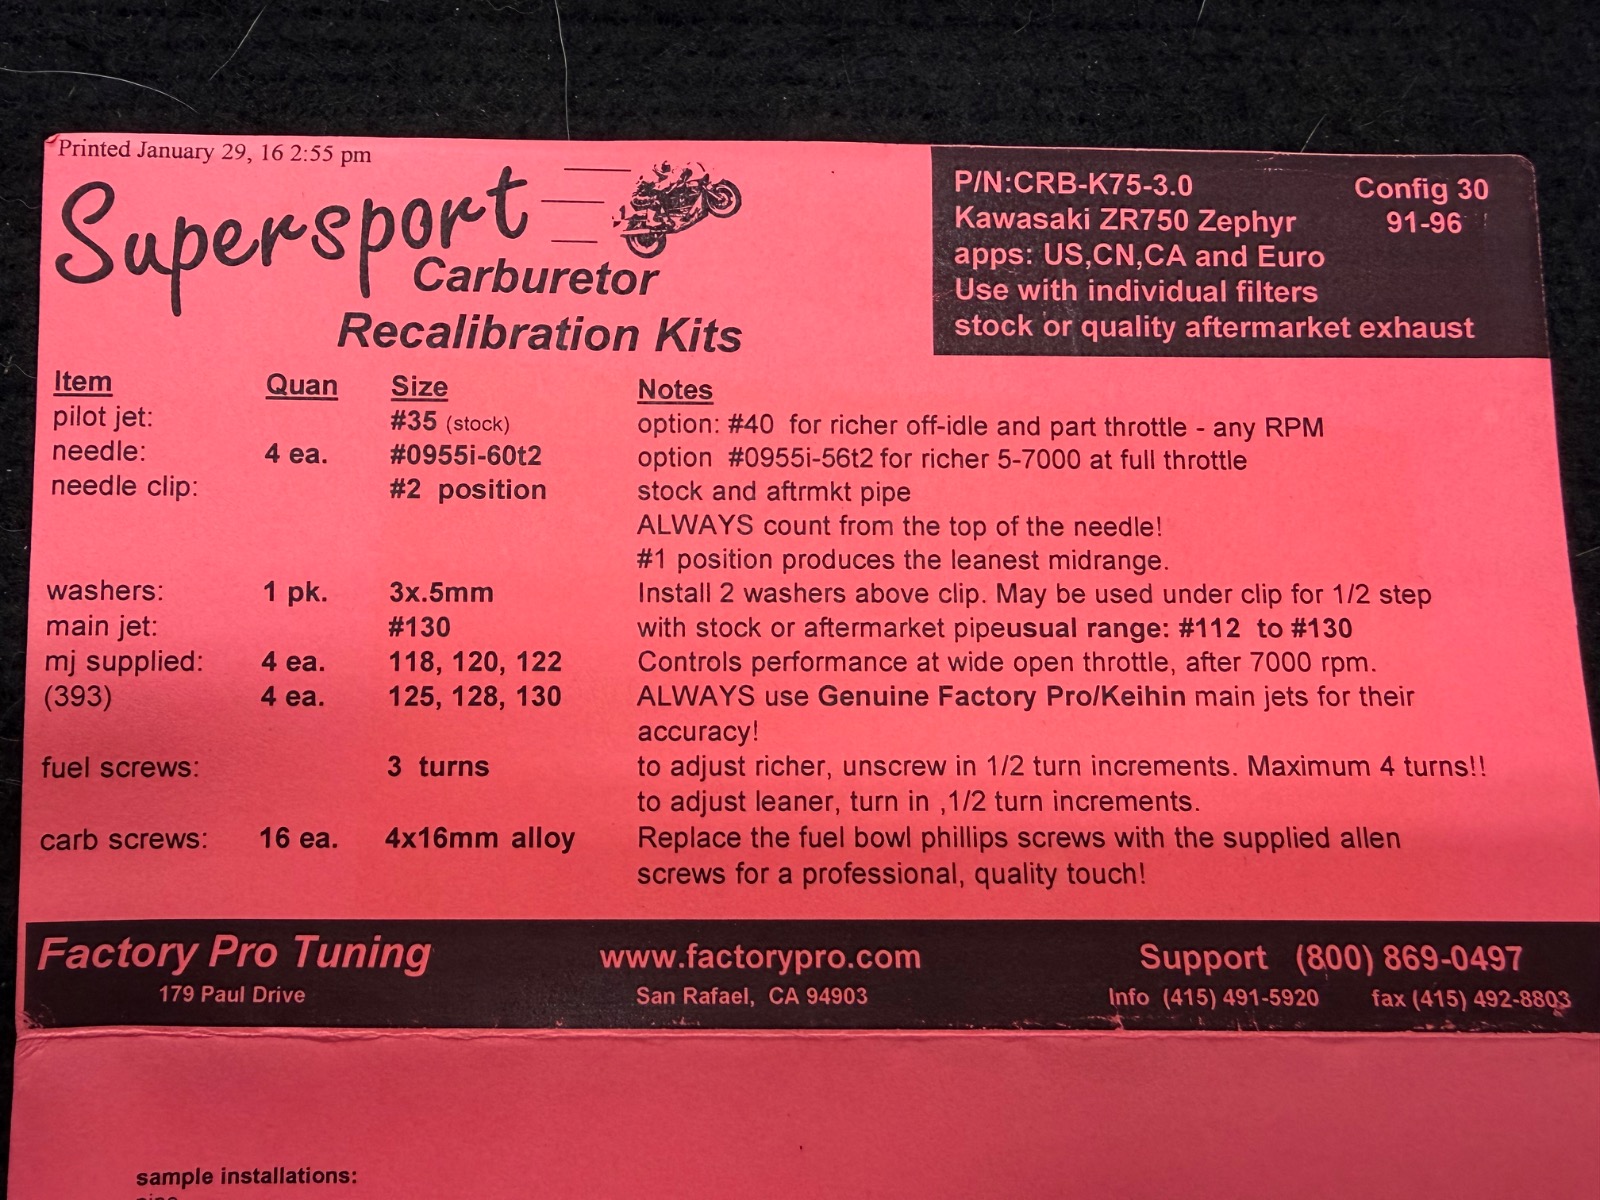 Printed January 29, 16 2:55 pm
Supersport
Carburetor
Recalibration Kits
P/N:CRB-K75-3.0 Config 30
Kawasaki ZR750 Zephyr 91-96
apps: US,CN,CA and Euro
Use with individual filters
stock or quality aftermarket exhaust
Item Quan Size Notes
pilot jet: #35 (stock) option: #40 for richer off-idle and part throttle - any RPM
needle: 4 ea. #0955i-60t2 option #0955i-56t2 for richer 5-7000 at full throttle
needle clip: #2 position stock and aftrmkt pipe
ALWAYS count from the top of the needle!
#1 position produces the leanest midrange.
washers: 1 pk. 3x.5mm Install 2 washers above clip. May be used under clip for 1/2 step
main jet: #130 with stock or aftermarket pipeusual range: #112 to #130
mj supplied: 4 ea. 118, 120, 122 Controls performance at wide open throttle, after 7000 rpm.
(393) 4 ea. 125, 128, 130 ALWAYS use Genuine Factory Pro/Keihin main jets for their
accuracy!
fuel screws: 3 turns to adjust richer, unscrew in 1/2 turn increments. Maximum 4 turns!!
to adjust leaner, turn in ,1/2 turn increments.
carb screws: 16 ea. 4x16mm alloy Replace the fuel bowl phillips screws with the supplied allen
screws for a professional, quality touch!
Factory Pro Tuning www.factorypro.com Support (800) 869-0497
179 Paul Drive San Rafael, CA 94903 Info (415) 491-5920 fax (415) 492-8803
sample installations: